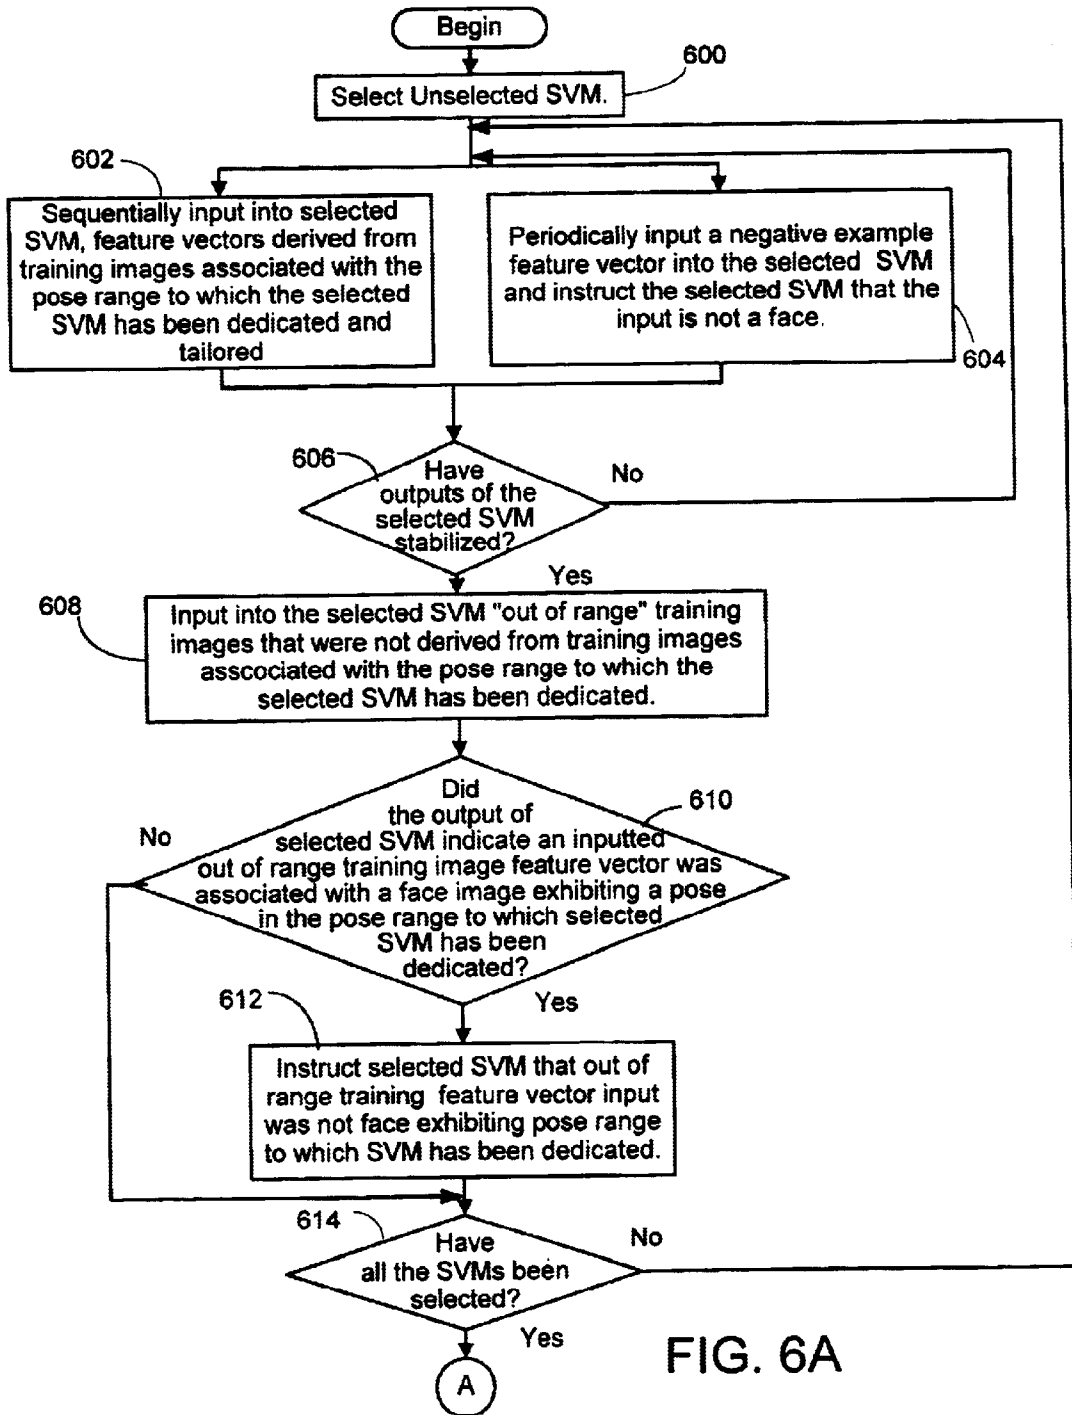 Begin
600
Select Unselected SVM.
602
Sequentially input into selected
SVM, feature vectors derived from
training images associated with the
pose range to which the selected
SVM has been dedicated and
tailored
Periodically input a negative example
feature vector into the selected SVM
and instruct the selected SVM that the
input is not a face.
604
606
Have
outputs of the
selected SVM
stabilized?
No
Yes
608
Input into the selected SVM "out of range" training
images that were not derived from training images
asscociated with the pose range to which the
selected SVM has been dedicated.
610
Did
the output of
selected SVM indicate an inputted
out of range training image feature vector was
associated with a face image exhibiting a pose
in the pose range to which selected
SVM has been
dedicated?
No
Yes
612
Instruct selected SVM that out of
range training feature vector input
was not face exhibiting pose range
to which SVM has been dedicated.
614
Have
all the SVMs been
selected?
No
Yes
A
FIG. 6A